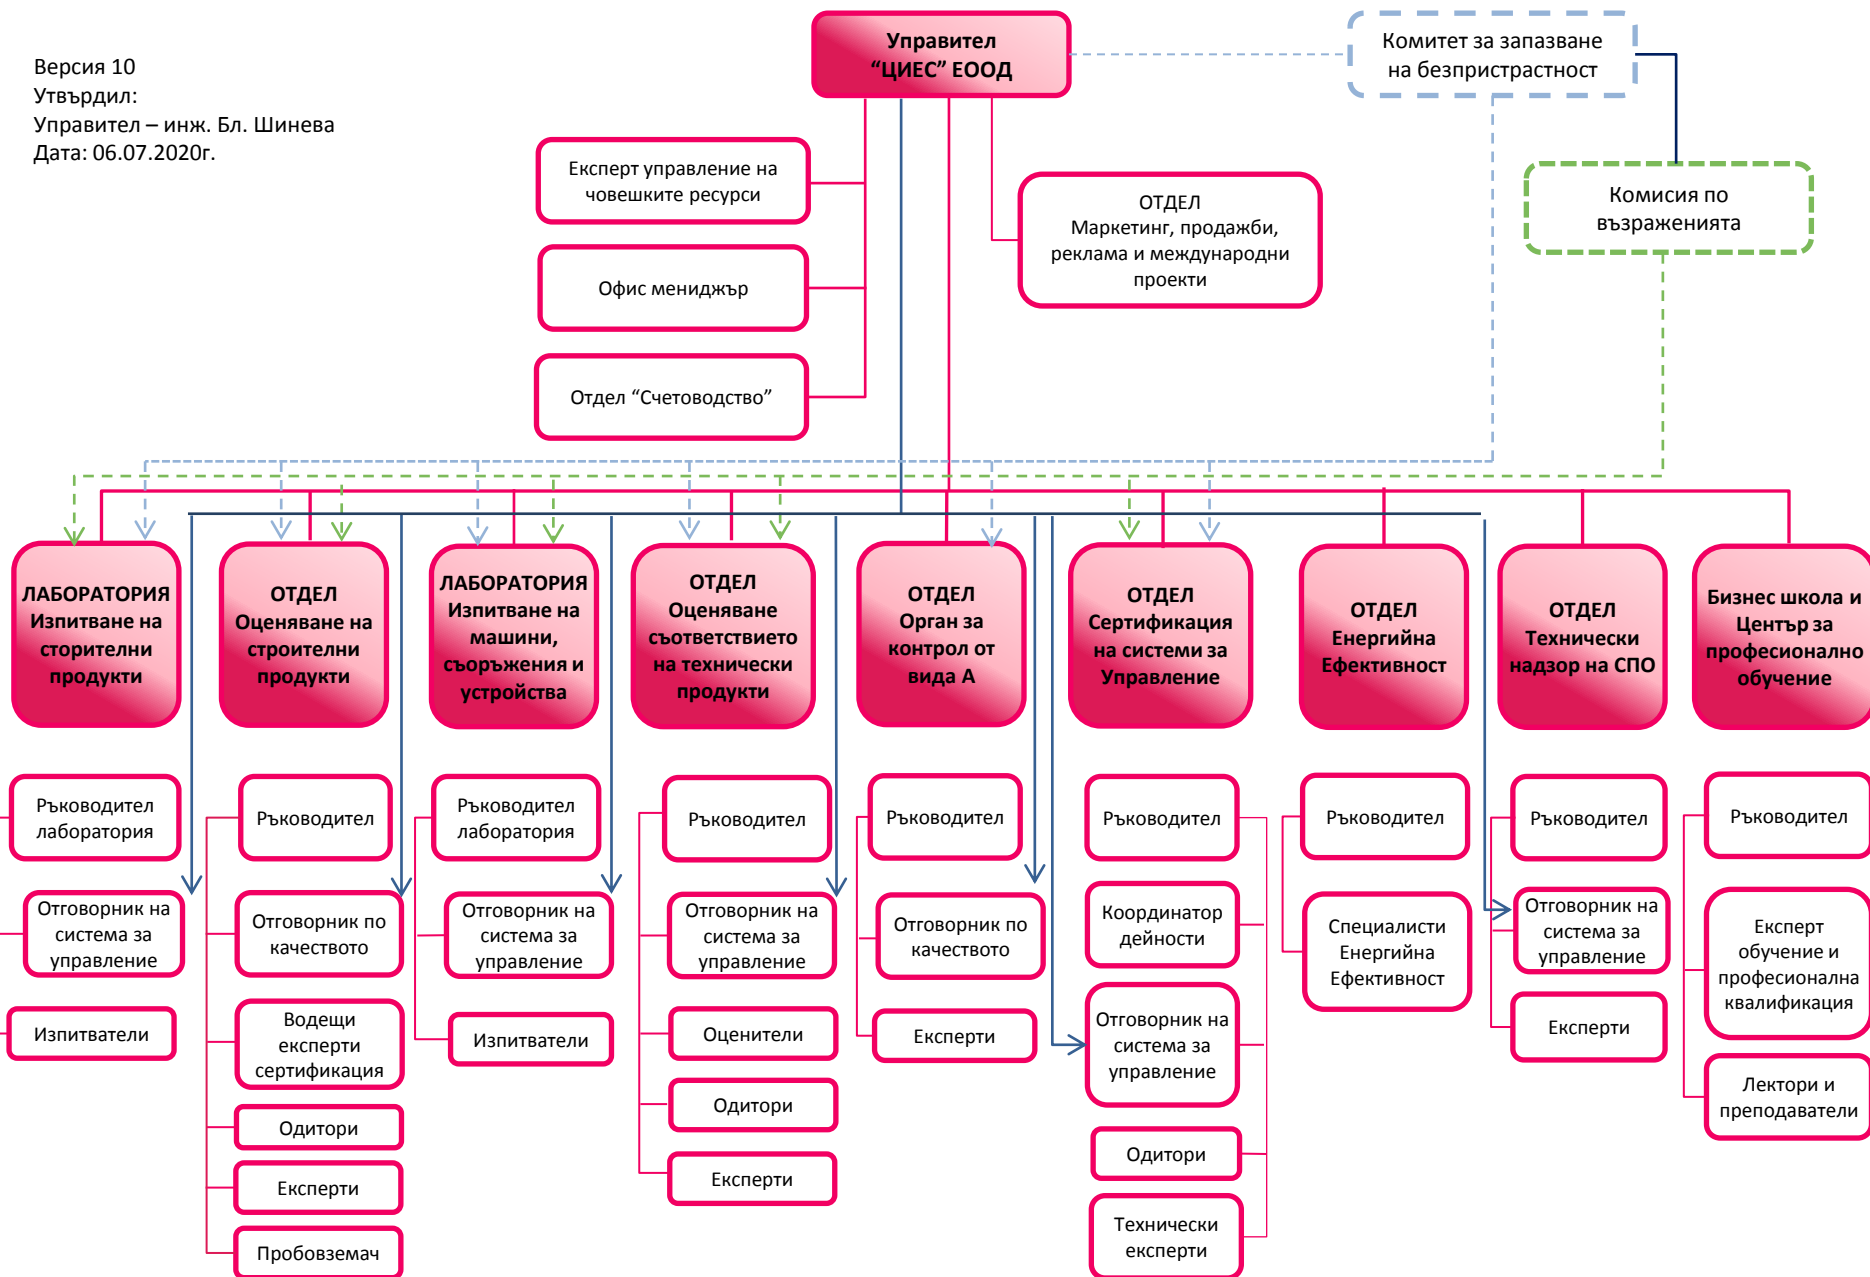 Версия 10
Утвърдил:
Управител – инж. Бл. Шинева
Дата: 06.07.2020г.
Управител
“ЦИЕС” ЕООД
Комитет за запазване
на безпристрастност
Експерт управление на
човешките ресурси
Офис мениджър
Отдел “Счетоводство”
ОТДЕЛ
Маркетинг, продажби,
реклама и международни
проекти
Комисия по
възраженията
ЛАБОРАТОРИЯ
Изпитване на
сторителни
продукти
ОТДЕЛ
Оценяване на
строителни
продукти
ЛАБОРАТОРИЯ
Изпитване на
машини,
съоръжения и
устройства
ОТДЕЛ
Оценяване
съответствието
на технически
продукти
ОТДЕЛ
Орган за
контрол от
вида А
ОТДЕЛ
Сертификация
на системи за
Управление
ОТДЕЛ
Енергийна
Ефективност
ОТДЕЛ
Технически
надзор на СПО
Бизнес школа и
Център за
професионално
обучение
Ръководител
лаборатория
Отговорник на
система за
управление
Изпитватели
Ръководител
Отговорник по
качеството
Водещи
експерти
сертификация
Одитори
Експерти
Пробовземач
Ръководител
лаборатория
Отговорник на
система за
управление
Изпитватели
Ръководител
Отговорник на
система за
управление
Оценители
Одитори
Експерти
Ръководител
Отговорник по
качеството
Експерти
Ръководител
Координатор
дейности
Отговорник на
система за
управление
Одитори
Технически
експерти
Ръководител
Специалисти
Енергийна
Ефективност
Ръководител
Отговорник на
система за
управление
Експерти
Ръководител
Експерт
обучение и
професионална
квалификация
Лектори и
преподаватели